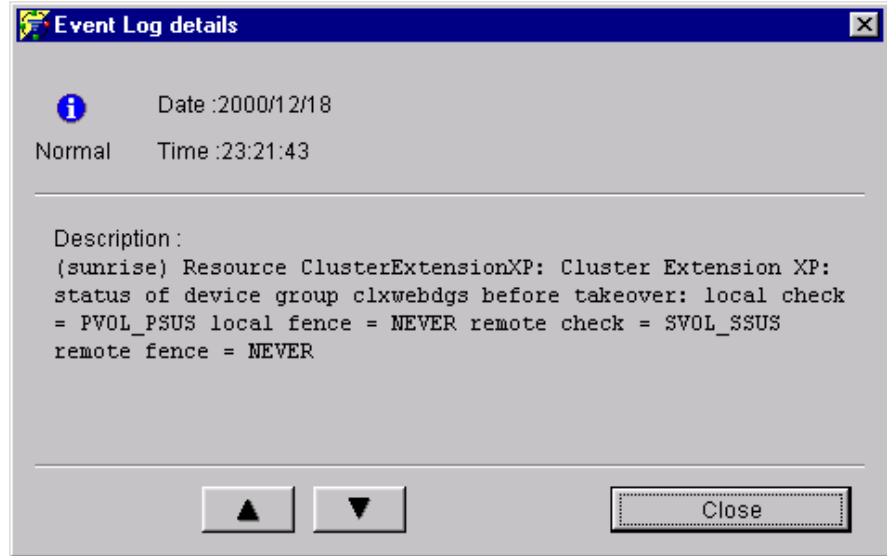 Event Log details
Date :2000/12/18
Normal Time :23:21:43
Description :
(sunrise) Resource ClusterExtensionXP: Cluster Extension XP:
status of device group clxwebdgs before takeover: local check
= PVOL_PSUS local fence = NEVER remote check = SVOL_SSUS
remote fence = NEVER
Close